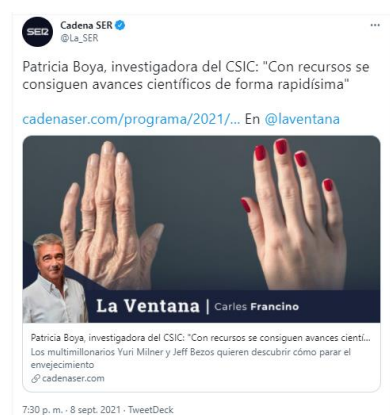 SER
Cadena SER
@La_SER
Patricia Boya, investigadora del CSIC: "Con recursos se
consiguen avances científicos de forma rapidísima"
cadenaser.com/programa/2021/... En @laventana
La Ventana | Carles Francino
Patricia Boya, investigadora del CSIC: "Con recursos se consiguen avances cientí...
Los multimillonarios Yuri Milner y Jeff Bezos quieren descubrir cómo parar el
envejecimiento
cadenaser.com
7:30 p. m. · 8 sept. 2021 · TweetDeck